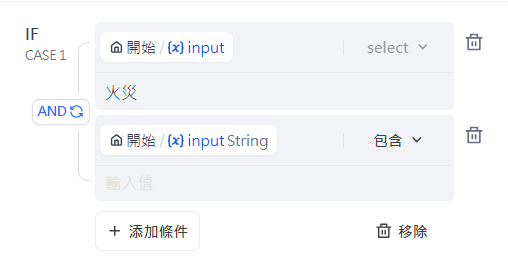 IF
CASE 1
開始 / {x} input select
火災
AND
開始 / {x} input String 包含
輸入值
+ 添加條件 移除